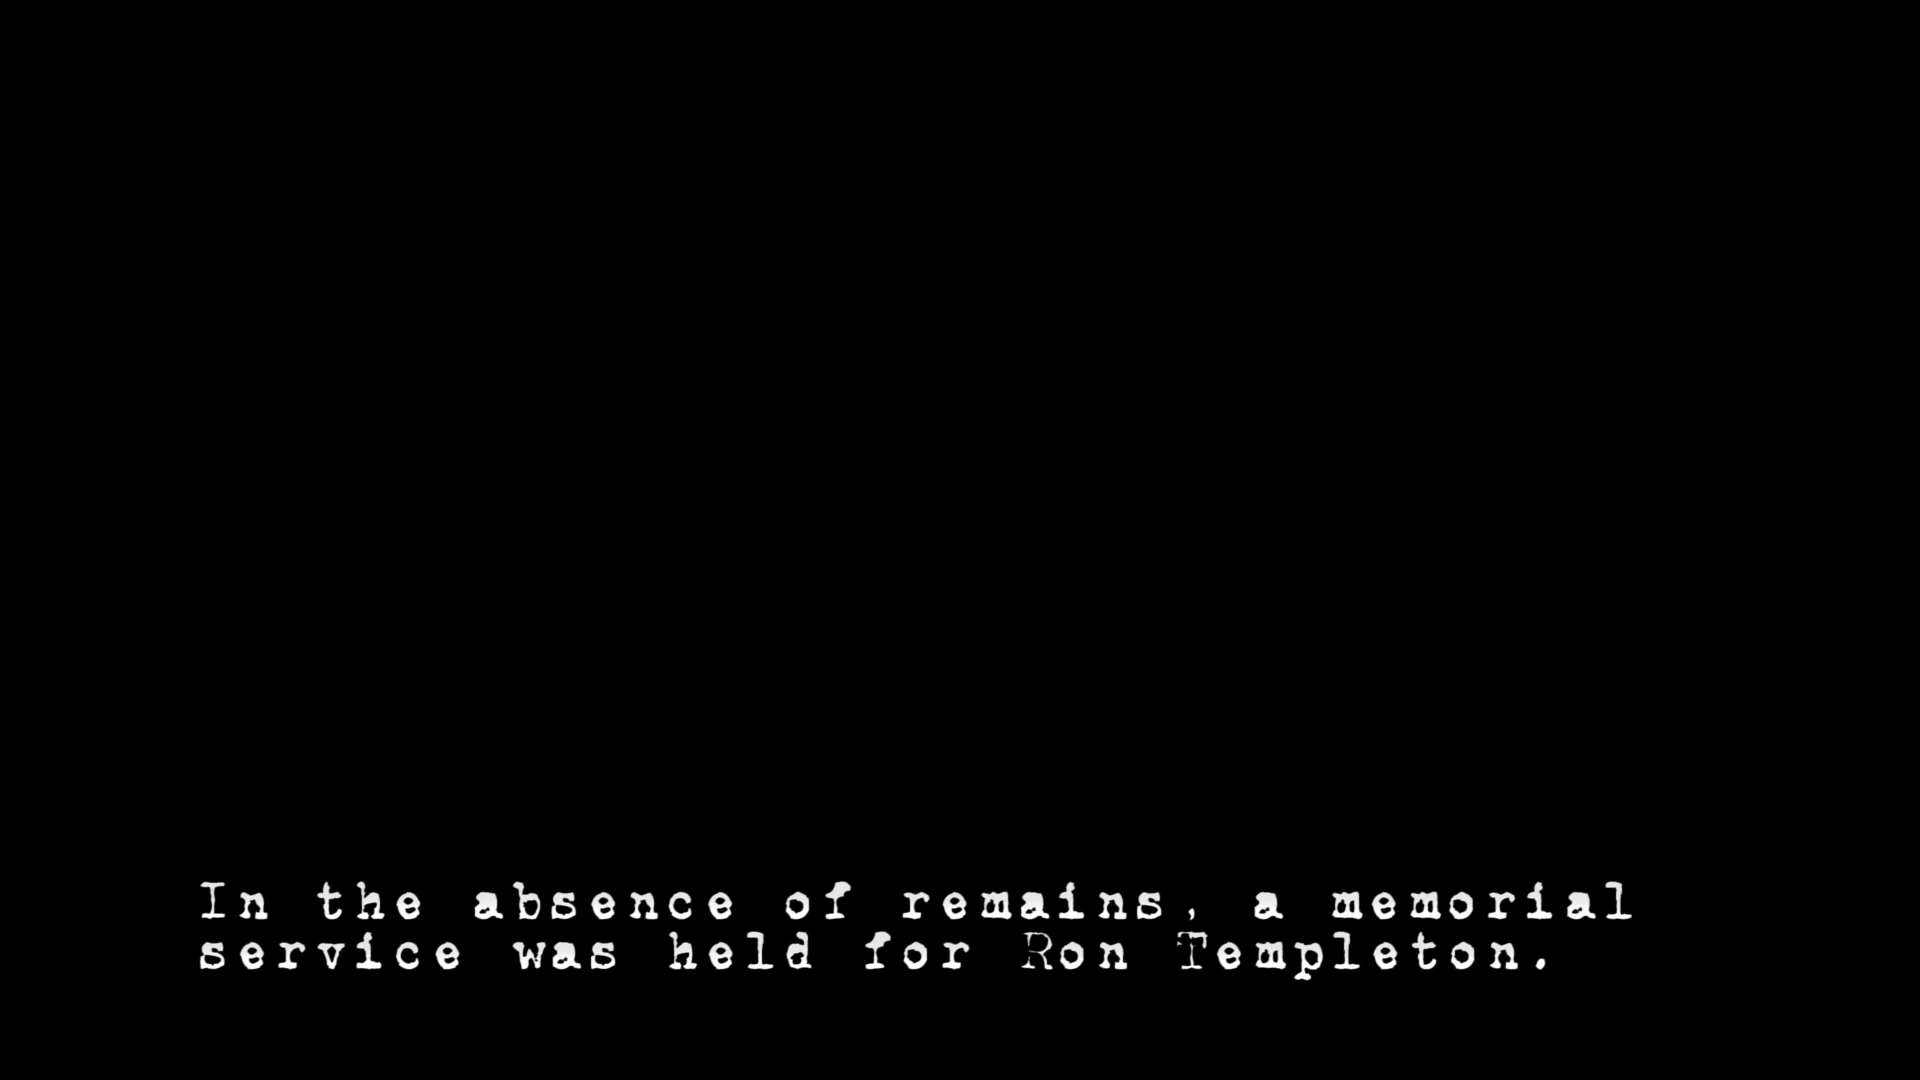 In the absence of remains, a memorial
service was held for Ron Templeton.